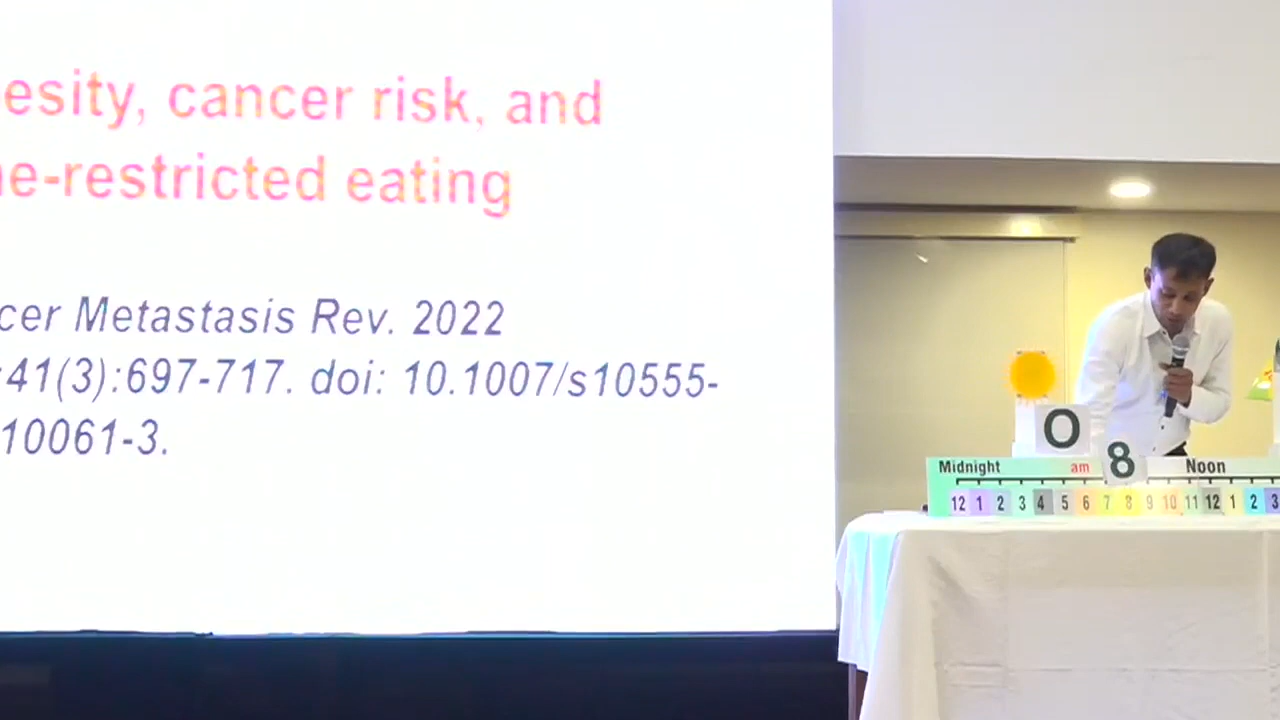 esity, cancer risk, and
e-restricted eating
cer Metastasis Rev. 2022
:41(3):697-717. doi: 10.1007/s10555-
10061-3.
O
8
Midnight am Noon
12 1 2 3 4 5 6 7 8 9 10 11 12 1 2 3